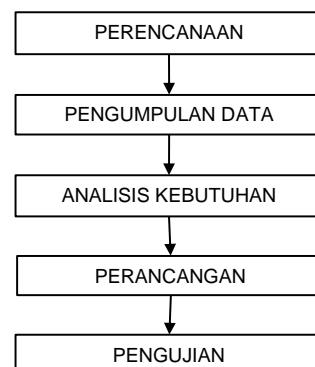 PERENCANAAN
PENGUMPULAN DATA
ANALISIS KEBUTUHAN
PERANCANGAN
PENGUJIAN